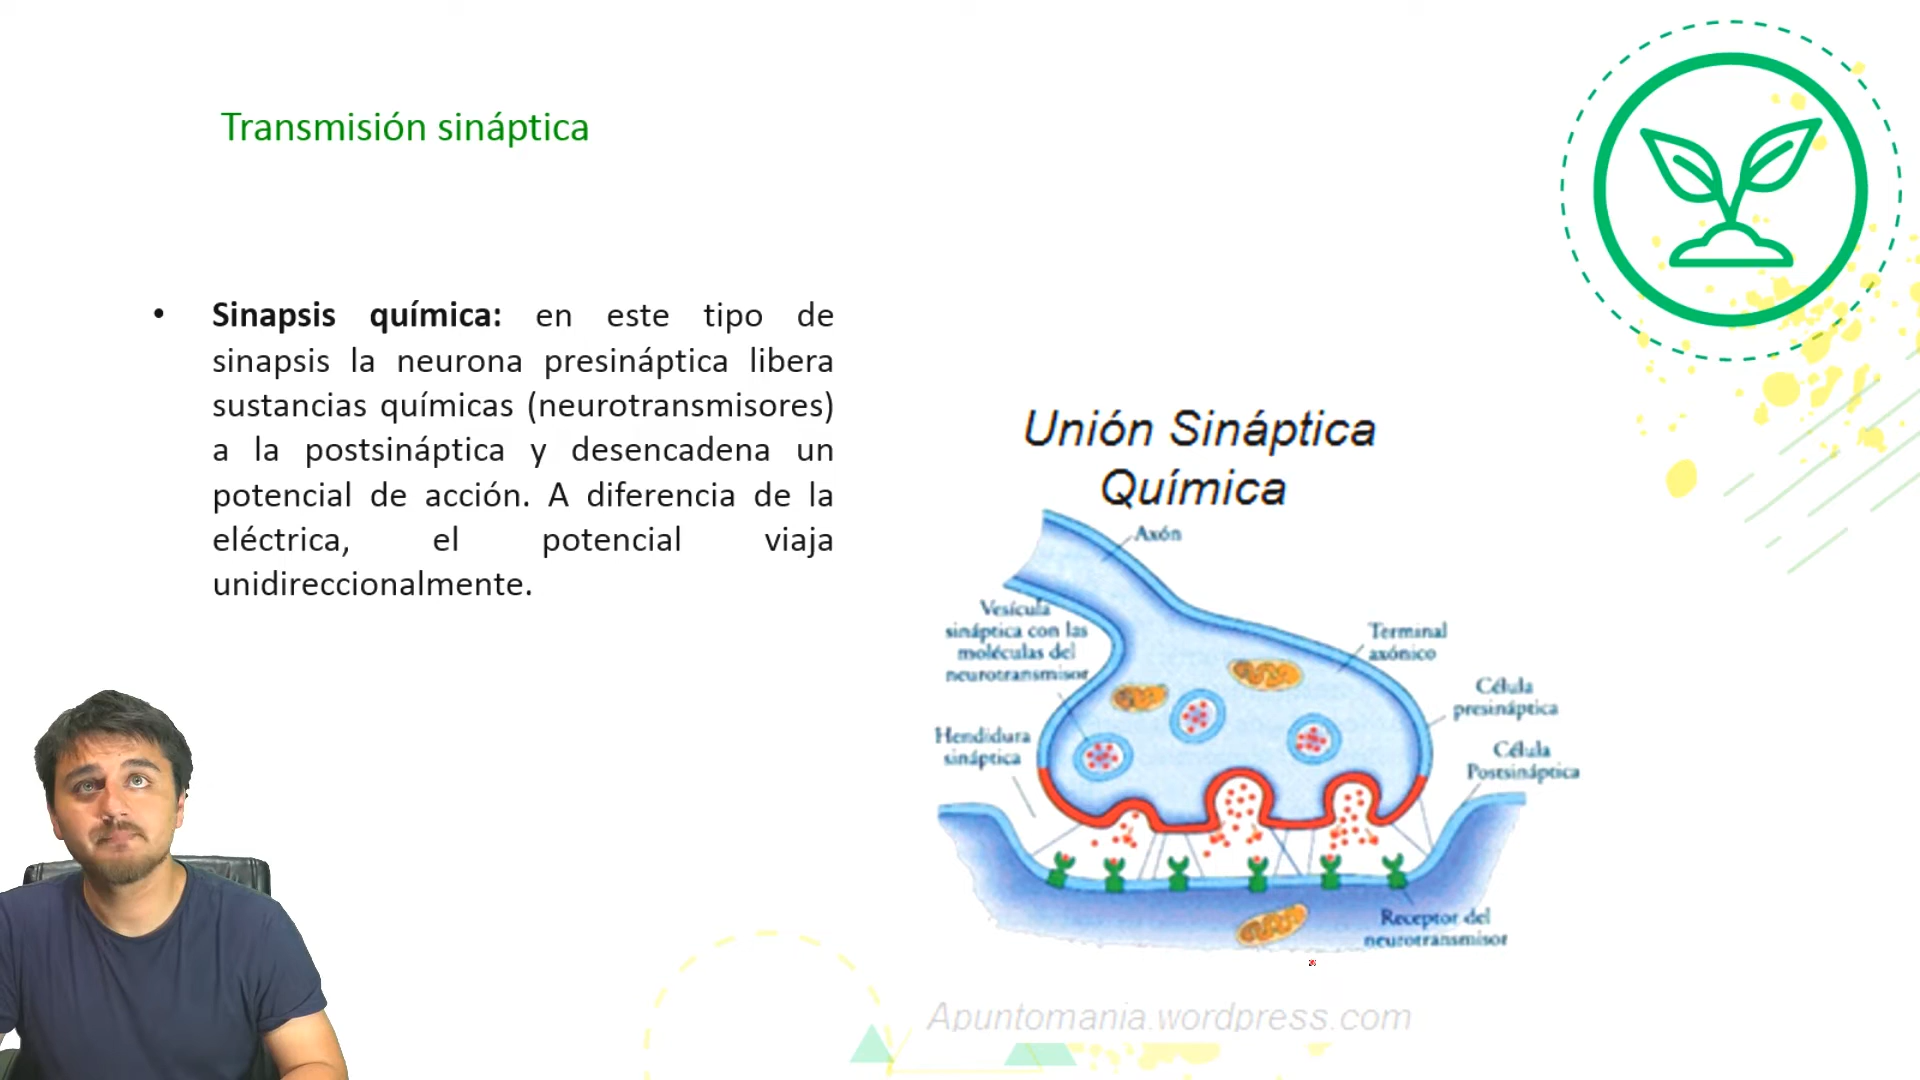 Transmisión sináptica
• Sinapsis química: en este tipo de
sinapsis la neurona presináptica libera
sustancias químicas (neurotransmisores)
a la postsináptica y desencadena un
potencial de acción. A diferencia de la
eléctrica, el potencial viaja
unidireccionalmente.
Unión Sináptica
Química
Axón
Vesícula
sináptica con las
moléculas del
neurotransmisor
Terminal
axónico
Célula
presináptica
Hendidura
sináptica
Célula
Postsináptica
Receptor del
neurotransmisor
Apuntomania.wordpress.com